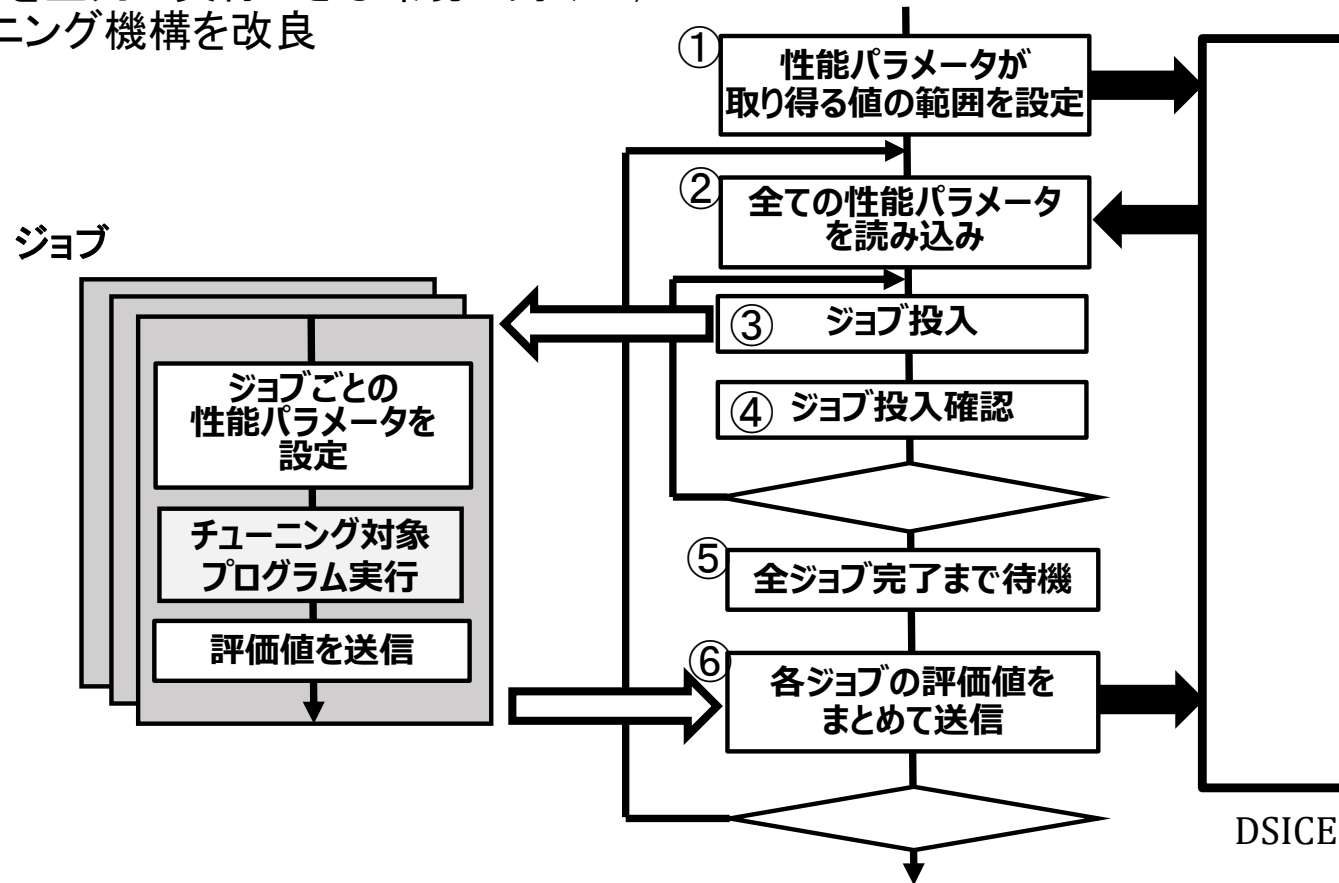 ニング機構を改良
①
性能パラメータが
取り得る値の範囲を設定
②
全ての性能パラメータ
を読み込み
ジョブ
③
ジョブ投入
④
ジョブ投入確認
ジョブごとの
性能パラメータを
設定
チューニング対象
プログラム実行
評価値を送信
⑤
全ジョブ完了まで待機
⑥
各ジョブの評価値を
まとめて送信
DSICE